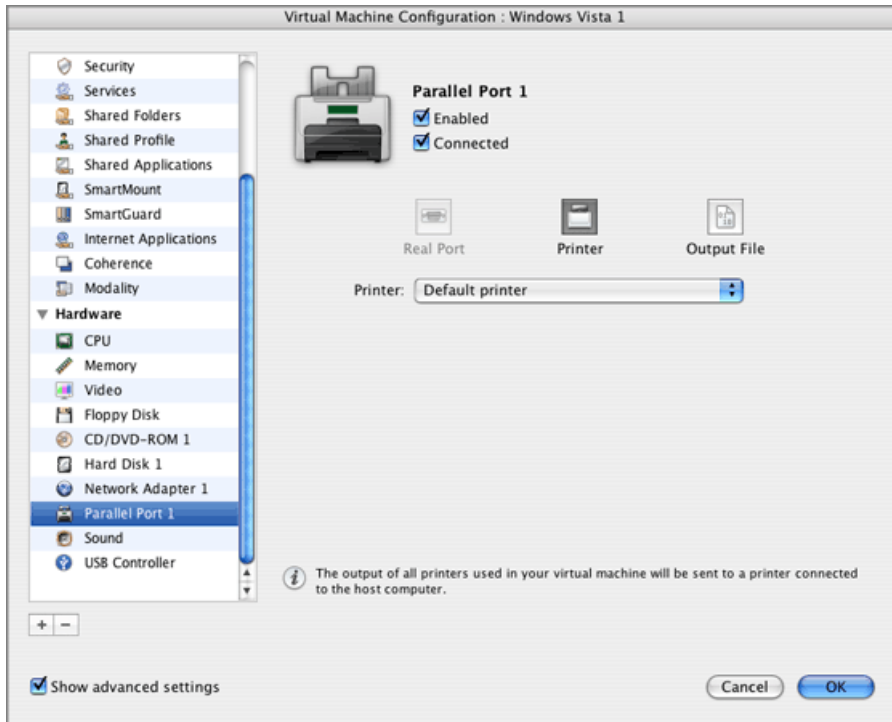 Virtual Machine Configuration : Windows Vista 1
Security
Services
Shared Folders
Shared Profile
Shared Applications
SmartMount
SmartGuard
Internet Applications
Coherence
Modality
Hardware
CPU
Memory
Video
Floppy Disk
CD/DVD-ROM 1
Hard Disk 1
Network Adapter 1
Parallel Port 1
Sound
USB Controller
Parallel Port 1
Enabled
Connected
Real Port
Printer
Output File
Printer: Default printer
The output of all printers used in your virtual machine will be sent to a printer connected
to the host computer.
+ −
Show advanced settings
Cancel
OK